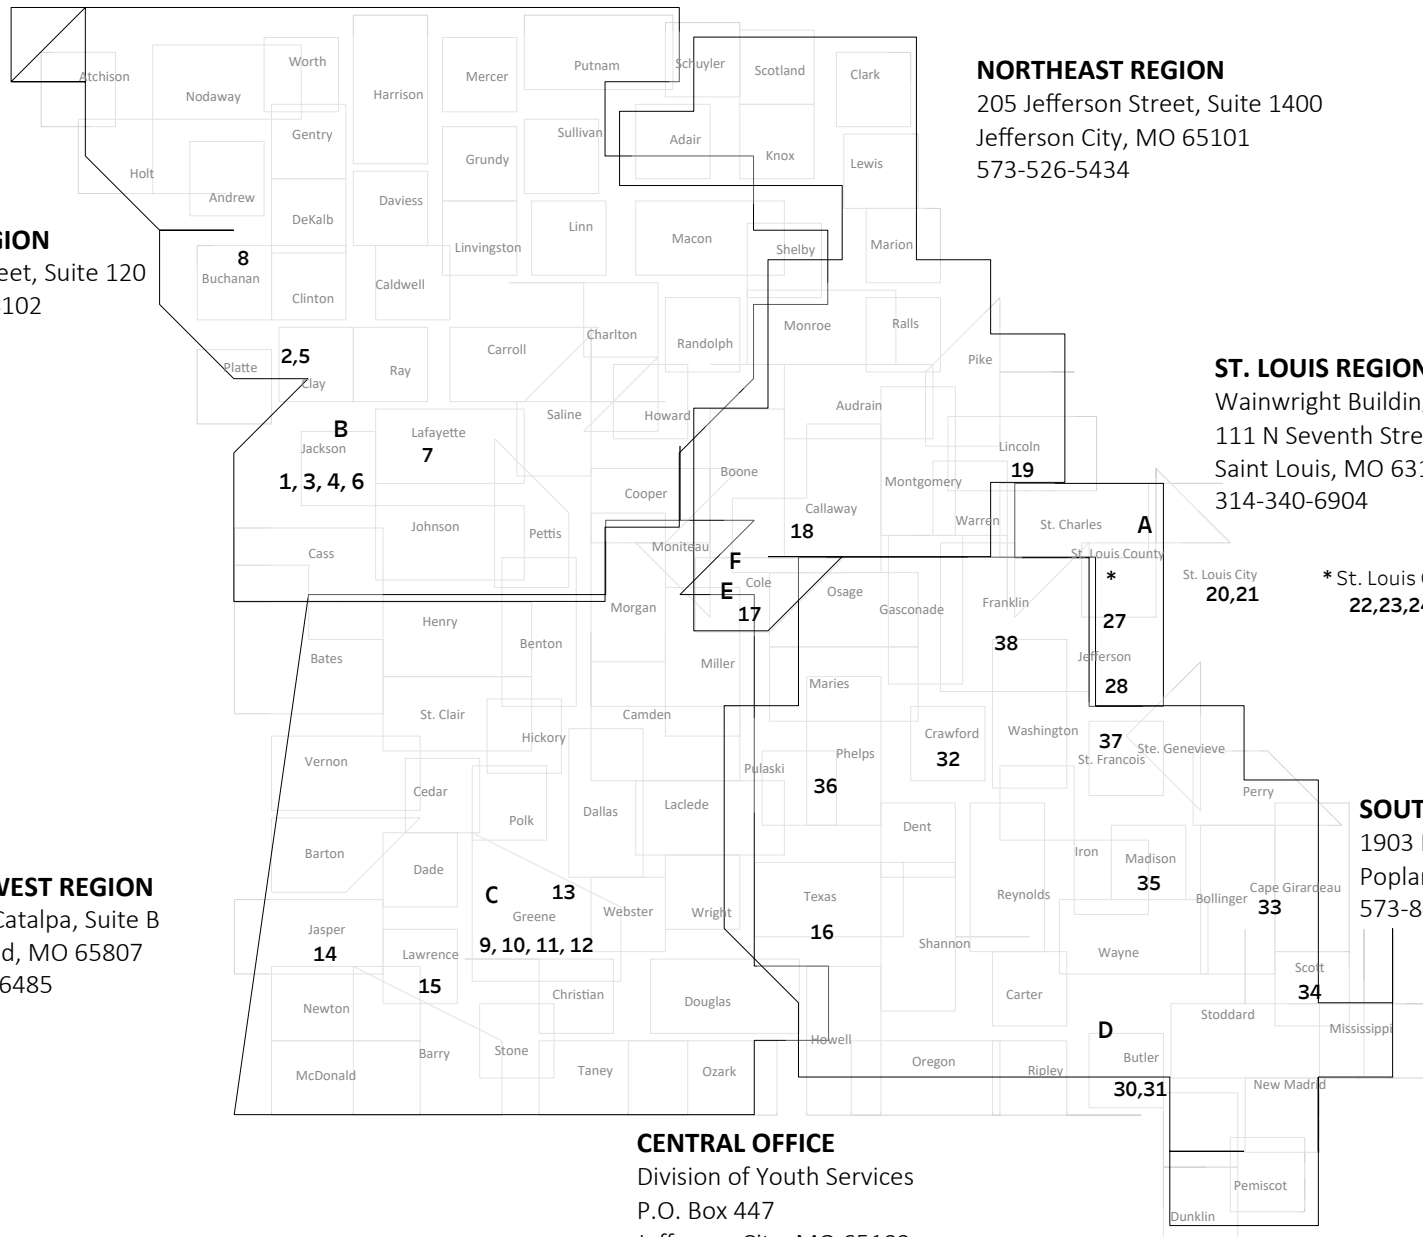 NORTHEAST REGION
205 Jefferson Street, Suite 1400
Jefferson City, MO 65101
573-526-5434
GION
eet, Suite 120
102
ST. LOUIS REGION
Wainwright Building
111 N Seventh Stre
Saint Louis, MO 631
314-340-6904
* St. Louis
22,23,24
SOUT
1903
Poplar
573-8
WEST REGION
Catalpa, Suite B
d, MO 65807
6485
CENTRAL OFFICE
Division of Youth Services
P.O. Box 447
Jefferson City, MO 65102
Atchison
Nodaway
Worth
Harrison
Mercer
Putnam
Schuyler
Scotland
Clark
Gentry
Sullivan
Adair
Knox
Lewis
Holt
Andrew
DeKalb
Daviess
Grundy
Linvingston
Linn
Macon
Shelby
Marion
8
Buchanan
Clinton
Caldwell
Charlton
Randolph
Monroe
Ralls
Pike
2,5
Platte
Clay
Ray
Carroll
Saline
Howard
Audrain
B
Jackson
1, 3, 4, 6
Lafayette
7
Boone
Cooper
Callaway
18
Montgomery
Lincoln
19
Warren
St. Charles
A
St. Louis County
*
St. Louis City
20,21
27
Cass
Johnson
Pettis
Moniteau
F
E
Cole
17
Osage
Gasconade
Franklin
38
Jefferson
28
Bates
Henry
Benton
Morgan
Miller
Maries
St. Clair
Hickory
Camden
Crawford
32
Washington
37
St. Francois
Ste. Genevieve
Perry
Vernon
Cedar
Polk
Dallas
Laclede
Pulaski
Phelps
36
Dent
Iron
Madison
35
Barton
Dade
C
13
Greene
9, 10, 11, 12
Webster
Wright
Texas
16
Shannon
Reynolds
Bollinger
Cape Girardeau
33
Wayne
Jasper
14
Lawrence
15
Christian
Douglas
Carter
Scott
34
Stoddard
Mississippi
Newton
McDonald
Barry
Stone
Taney
Ozark
Howell
Oregon
Ripley
D
Butler
30,31
New Madrid
Pemiscot
Dunklin